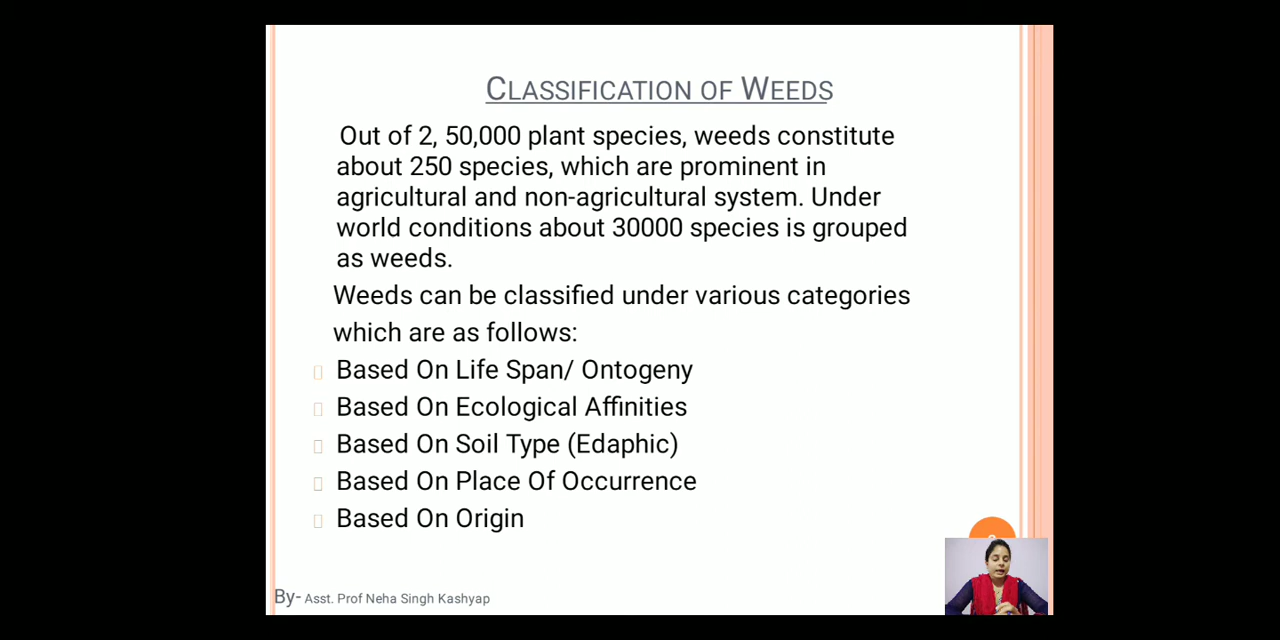 CLASSIFICATION OF WEEDS
Out of 2, 50,000 plant species, weeds constitute
about 250 species, which are prominent in
agricultural and non-agricultural system. Under
world conditions about 30000 species is grouped
as weeds.
Weeds can be classified under various categories
which are as follows:
Based On Life Span/ Ontogeny
Based On Ecological Affinities
Based On Soil Type (Edaphic)
Based On Place Of Occurrence
Based On Origin
By- Asst. Prof Neha Singh Kashyap